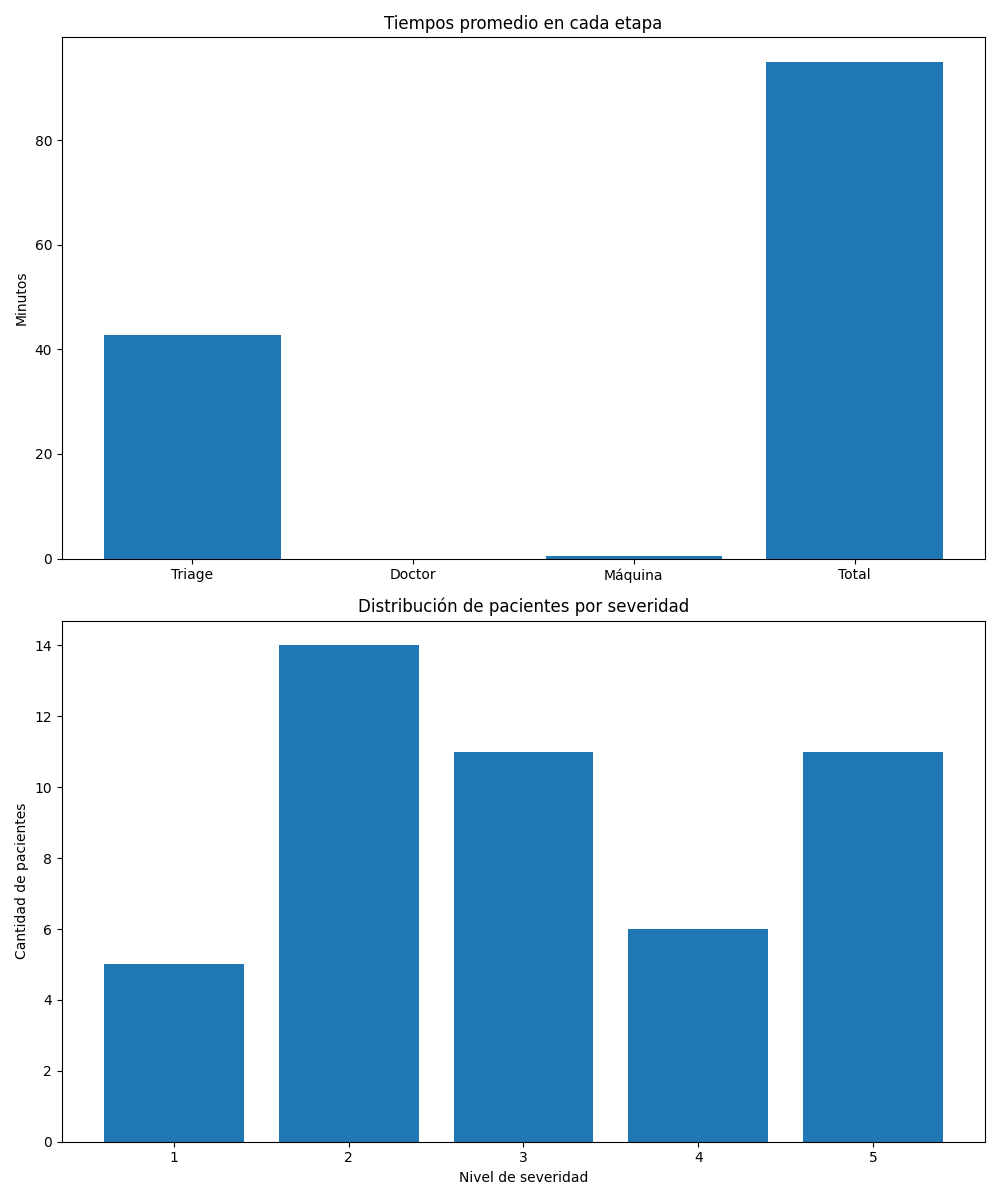 Tiempos promedio en cada etapa
Minutos
80
60
40
20
0
Triage Doctor Máquina Total
Distribución de pacientes por severidad
Cantidad de pacientes
14
12
10
8
6
4
2
0
1 2 3 4 5
Nivel de severidad